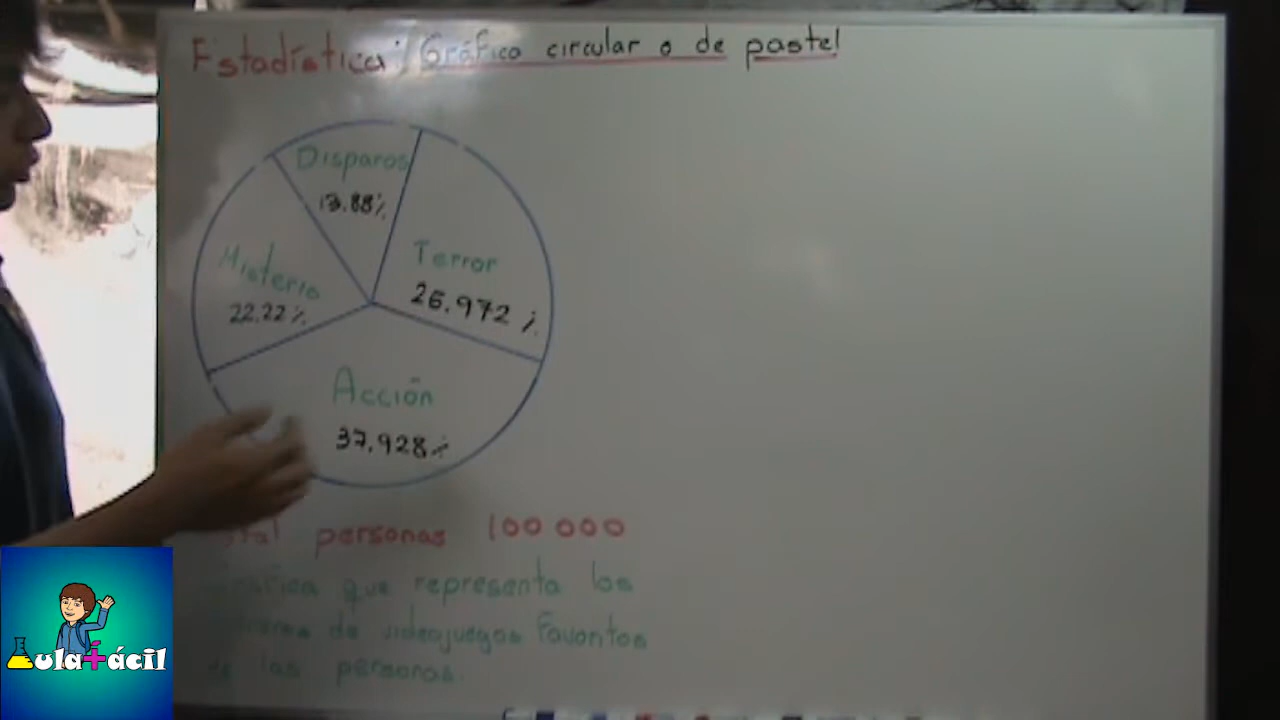 Estadística: Gráfico circular o de pastel
Disparos
13.88%
Terror
26.972 %
Misterio
22.22%
Acción
37.928%
personas 100 000
que representa los
de videojuegos Favoritos
las personas.
Aula+ácil